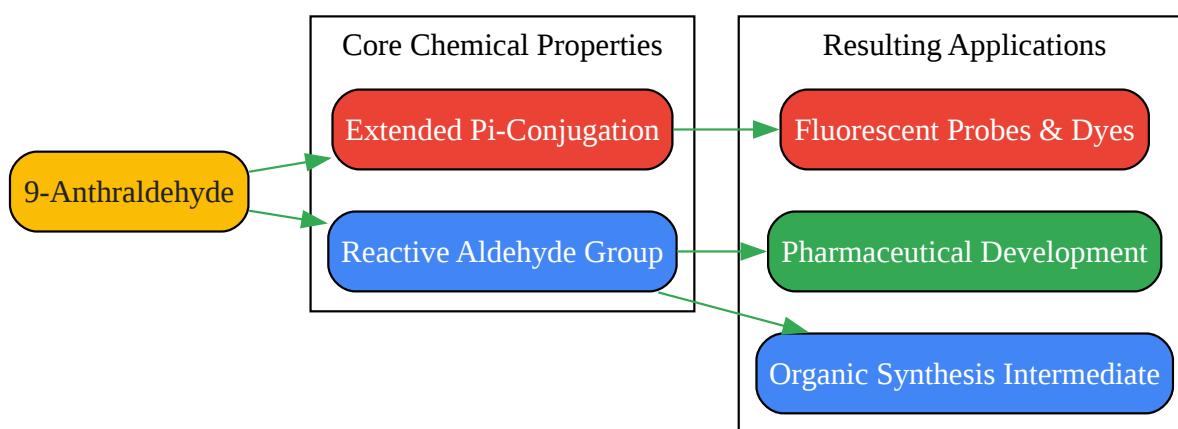 9-Anthraldehyde
Core Chemical Properties
Extended Pi-Conjugation
Reactive Aldehyde Group
Resulting Applications
Fluorescent Probes & Dyes
Pharmaceutical Development
Organic Synthesis Intermediate